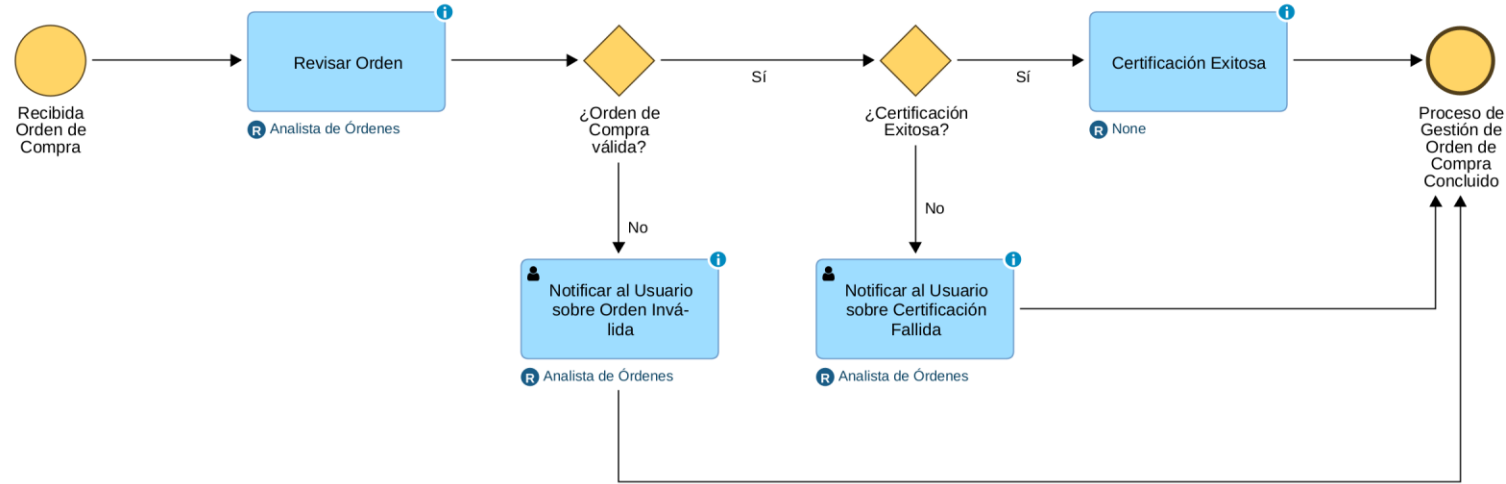 Revisar Orden
Certificación Exitosa
Sí
Sí
Recibida
Orden de
Compra
R Analista de Órdenes
¿Orden de
Compra
válida?
¿Certificación
Exitosa?
R None
Proceso de
Gestión de
Orden de
Compra
Concluido
No
No
Notificar al Usuario
sobre Orden Invá-
lida
Notificar al Usuario
sobre Certificación
Fallida
R Analista de Órdenes
R Analista de Órdenes